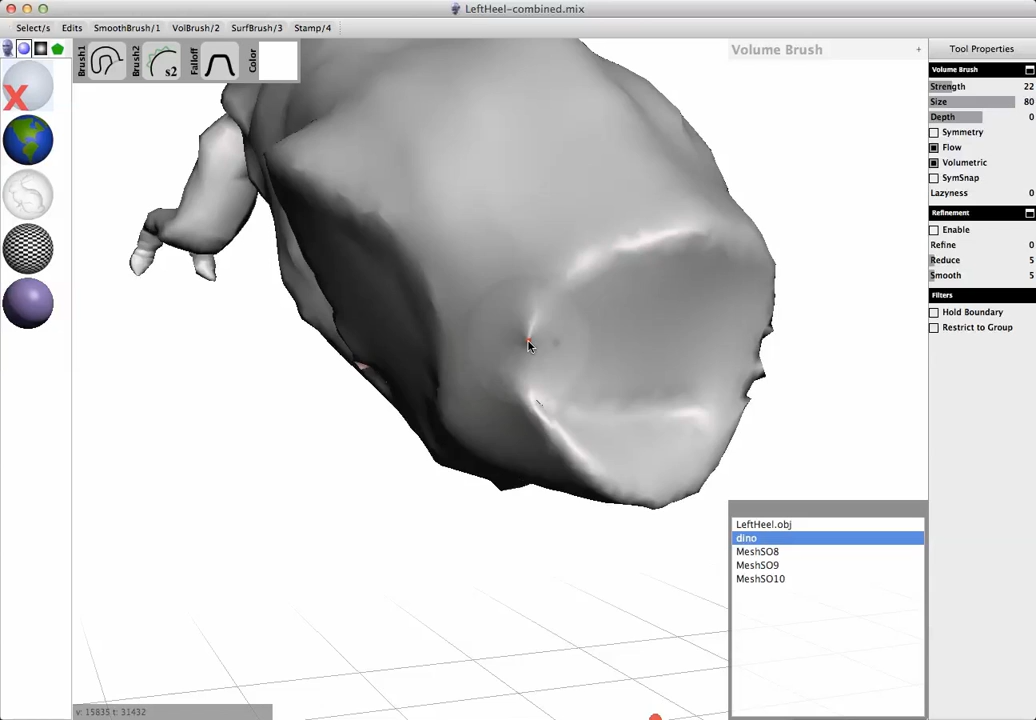 LeftHeel-combined.mix
Select/s Edits SmoothBrush/1 VolBrush/2 SurfBrush/3 Stamp/4
Brush1 Brush2 s2 Falloff Color
Volume Brush +
Tool Properties
Volume Brush
Strength 22
Size 80
Depth 0
Symmetry
Flow
Volumetric
SymSnap
Lazyness 0
Refinement
Enable
Refine 0
Reduce 5
Smooth 5
Filters
Hold Boundary
Restrict to Group
LeftHeel.obj
dino
MeshSO8
MeshSO9
MeshSO10
v: 15835 t: 31432